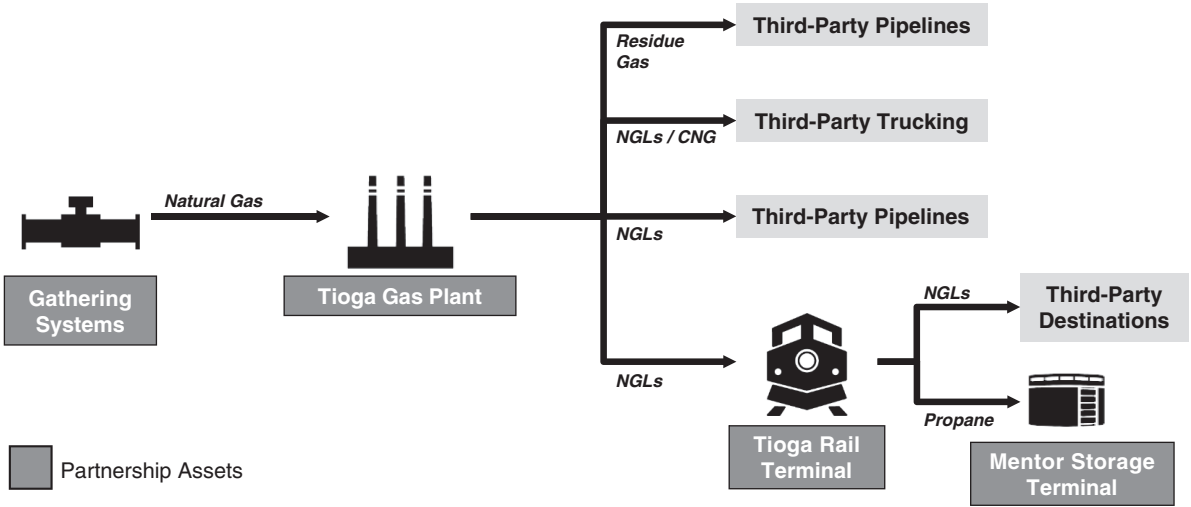 Third-Party Pipelines
Residue
Gas
Third-Party Trucking
NGLs / CNG
Natural Gas
Third-Party Pipelines
NGLs
Gathering
Systems
Tioga Gas Plant
NGLs
Third-Party
Destinations
NGLs
Propane
Tioga Rail
Terminal
Mentor Storage
Terminal
Partnership Assets